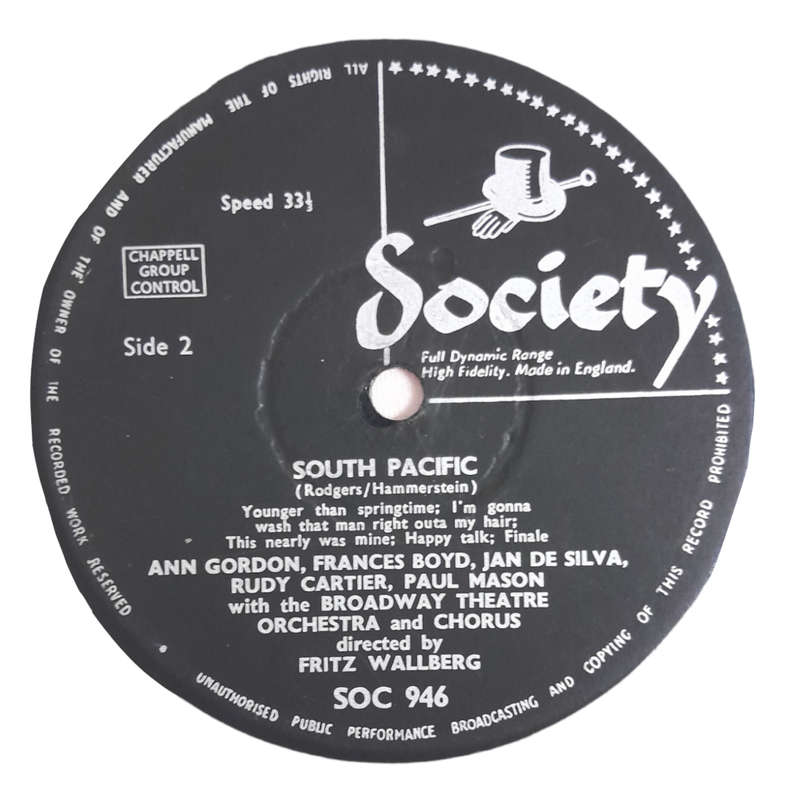 ALL RIGHTS OF THE MANUFACTURER AND OF THE OWNER OF THE RECORDED WORK RESERVED
Speed 33⅓
CHAPPELL
GROUP
CONTROL
Side 2
Society
Full Dynamic Range
High Fidelity. Made in England.
SOUTH PACIFIC
(Rodgers/Hammerstein)
Younger than springtime; I'm gonna
wash that man right outa my hair;
This nearly was mine; Happy talk; Finale
ANN GORDON, FRANCES BOYD, JAN DE SILVA,
RUDY CARTIER, PAUL MASON
with the BROADWAY THEATRE
ORCHESTRA and CHORUS
directed by
FRITZ WALLBERG
SOC 946
UNAUTHORISED PUBLIC PERFORMANCE BROADCASTING AND COPYING OF THIS RECORD PROHIBITED